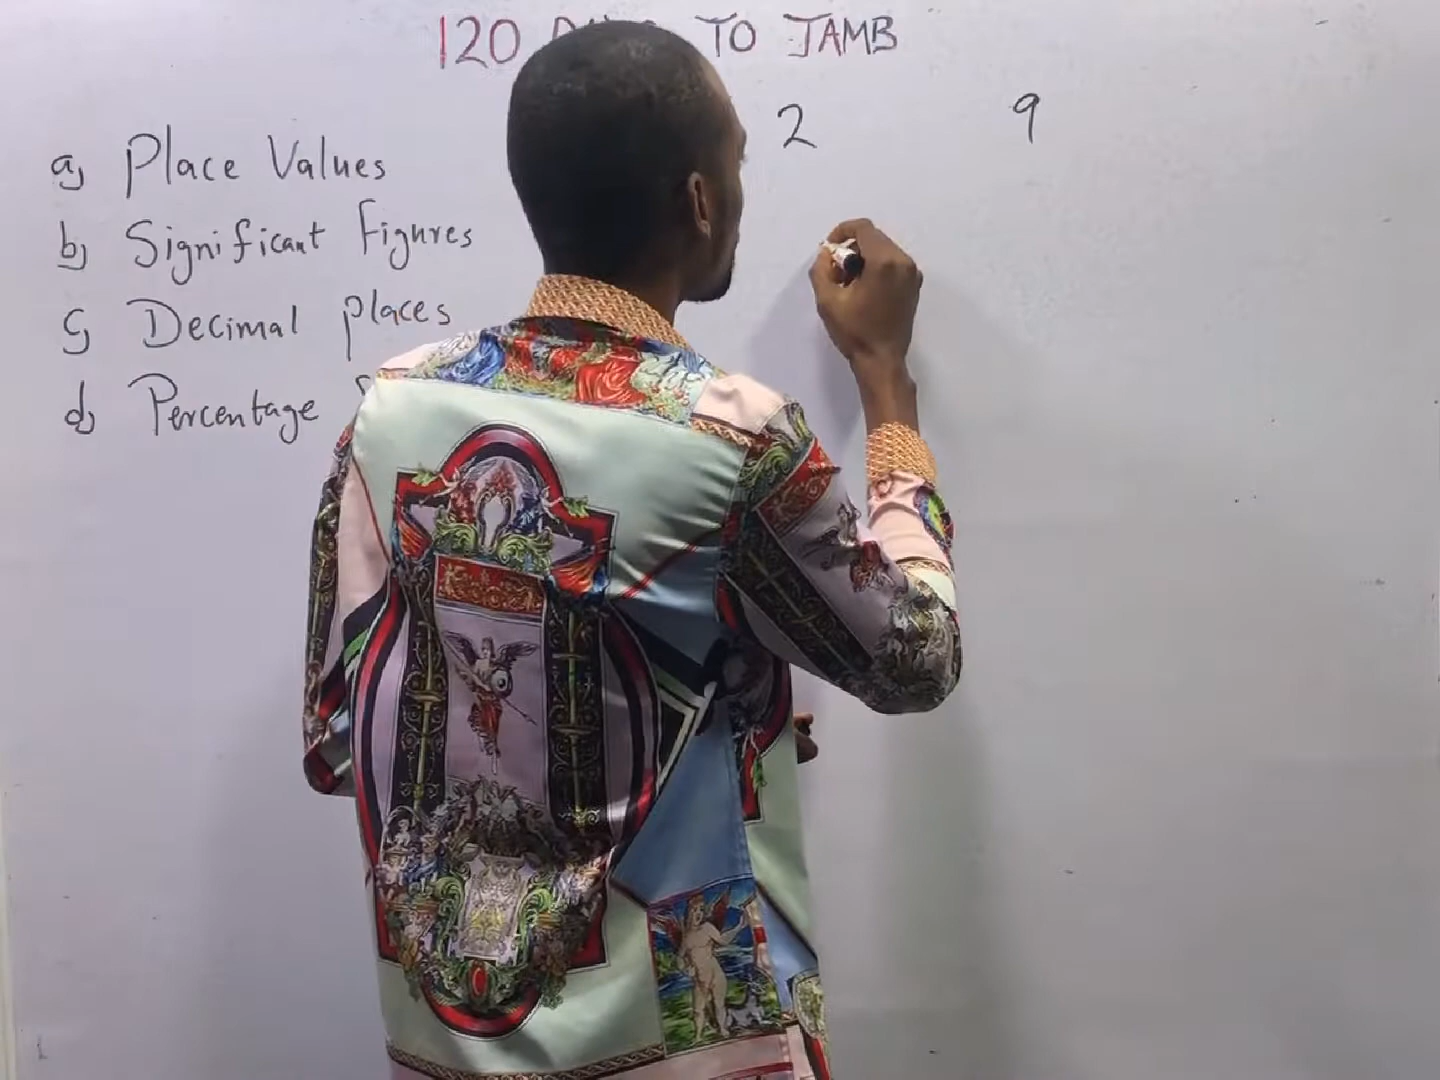 120 TO JAMB
2 9
a) Place Values
b) Significant Figures
c) Decimal places
d) Percentage